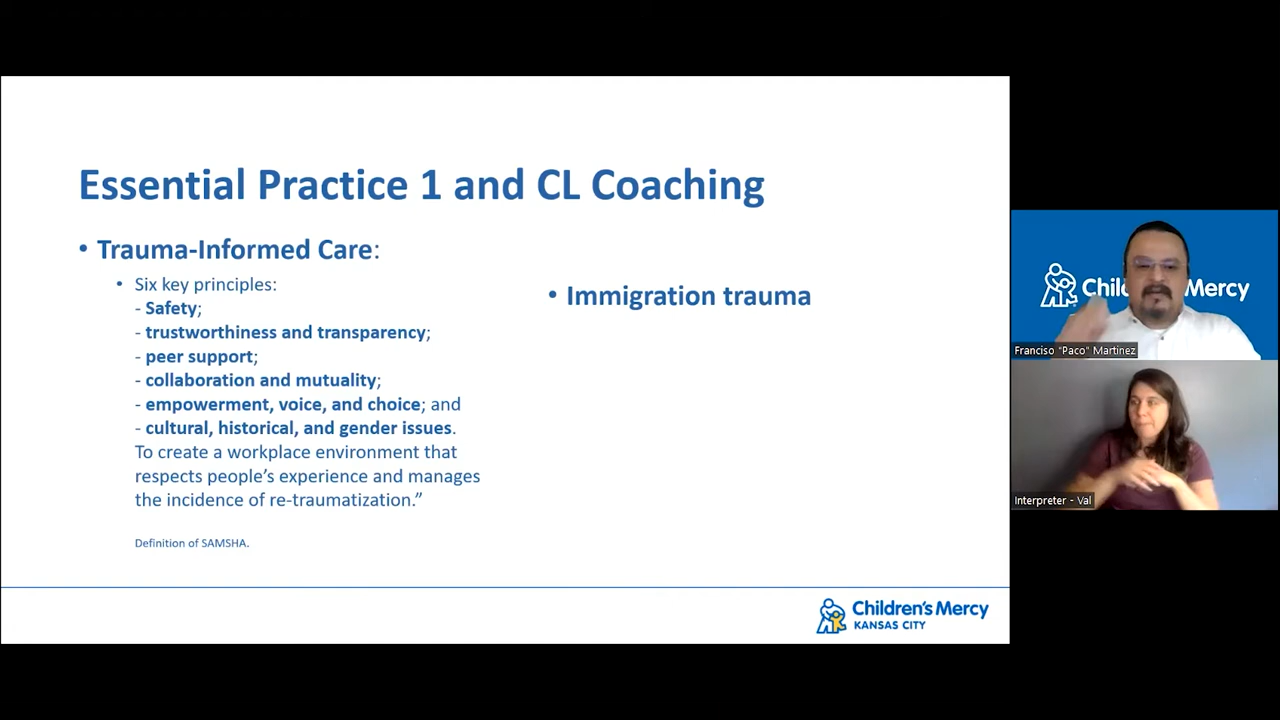 Essential Practice 1 and CL Coaching
• Trauma-Informed Care:
• Six key principles:
- Safety;
- trustworthiness and transparency;
- peer support;
- collaboration and mutuality;
- empowerment, voice, and choice; and
- cultural, historical, and gender issues.
To create a workplace environment that
respects people’s experience and manages
the incidence of re-traumatization.”
Definition of SAMSHA.
• Immigration trauma
Children's Mercy
KANSAS CITY
Mercy
Franciso "Paco" Martinez
Interpreter - Val